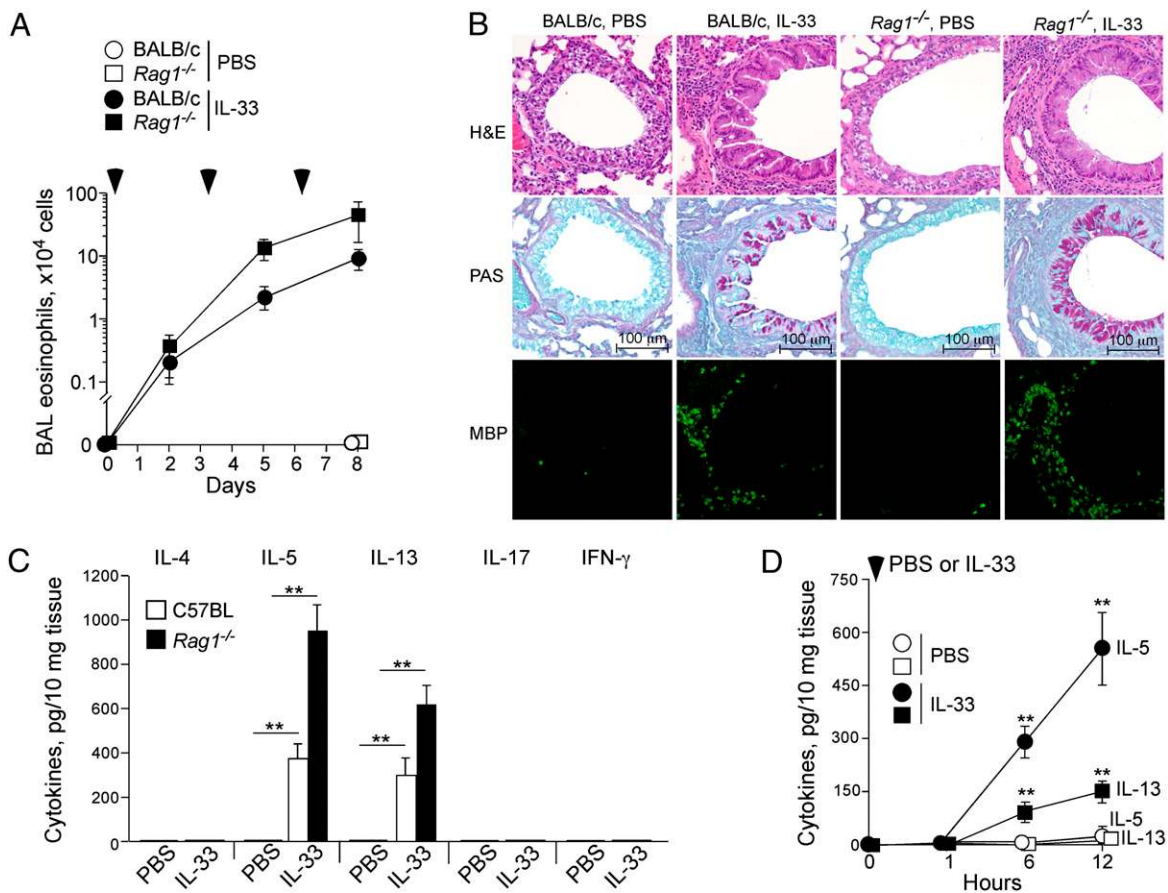 A
BALB/c
Rag1-/-
PBS
BALB/c
Rag1-/-
IL-33
BAL eosinophils, x10⁴ cells
100
10
1
0.1
0
0 1 2 3 4 5 6 7 8
Days
B
BALB/c, PBS BALB/c, IL-33 Rag1-/-, PBS Rag1-/-, IL-33
H&E
PAS
100 μm 100 μm 100 μm 100 μm
MBP
C
IL-4 IL-5 IL-13 IL-17 IFN-γ
Cytokines, pg/10 mg tissue
1200
1000
800
600
400
200
0
C57BL
Rag1-/-
** **
** **
PBS IL-33 PBS IL-33 PBS IL-33 PBS IL-33 PBS IL-33
D
PBS or IL-33
Cytokines, pg/10 mg tissue
750
600
450
300
150
0
PBS
IL-33
**
IL-5
**
**
IL-13
**
IL-5
IL-13
0 1 6 12
Hours